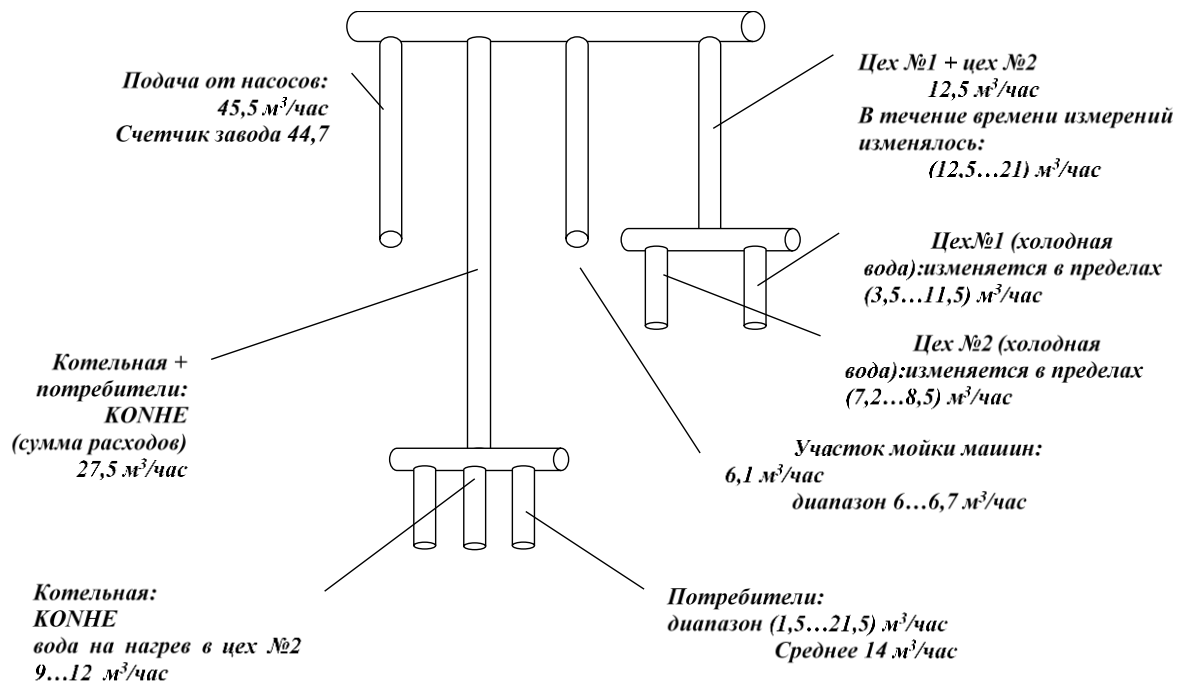 Подача от насосов:
45,5 м³/час
Счетчик завода 44,7
Цех №1 + цех №2
12,5 м³/час
В течение времени измерений
изменялось:
(12,5…21) м³/час
Цех№1 (холодная
вода):изменяется в пределах
(3,5…11,5) м³/час
Цех №2 (холодная
вода):изменяется в пределах
(7,2…8,5) м³/час
Котельная +
потребители:
KONHE
(сумма расходов)
27,5 м³/час
Участок мойки машин:
6,1 м³/час
диапазон 6…6,7 м³/час
Котельная:
KONHE
вода на нагрев в цех №2
9…12 м³/час
Потребители:
диапазон (1,5…21,5) м³/час
Среднее 14 м³/час